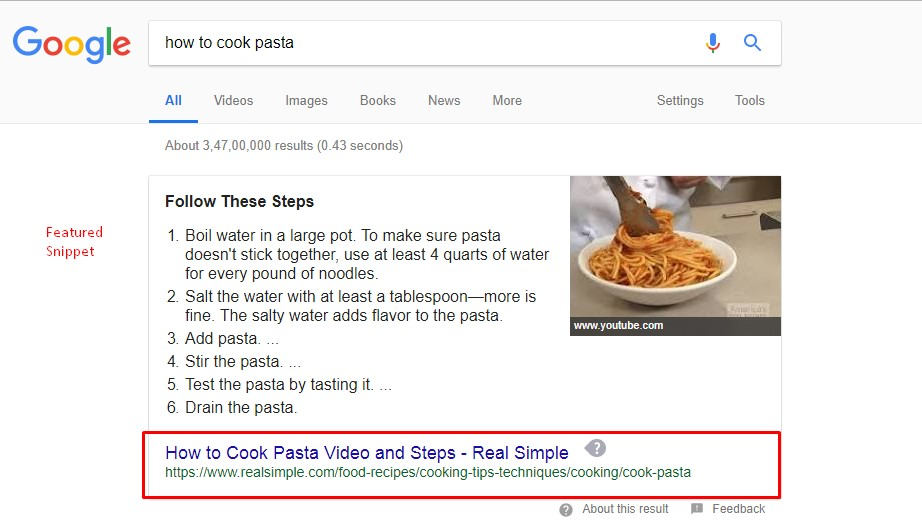 Google
how to cook pasta
All Videos Images Books News More Settings Tools
About 3,47,00,000 results (0.43 seconds)
Featured
Snippet
Follow These Steps
1. Boil water in a large pot. To make sure pasta
doesn't stick together, use at least 4 quarts of water
for every pound of noodles.
2. Salt the water with at least a tablespoon—more is
fine. The salty water adds flavor to the pasta.
3. Add pasta. ...
4. Stir the pasta. ...
5. Test the pasta by tasting it. ...
6. Drain the pasta.
www.youtube.com
How to Cook Pasta Video and Steps - Real Simple ?
https://www.realsimple.com/food-recipes/cooking-tips-techniques/cooking/cook-pasta
? About this result ! Feedback